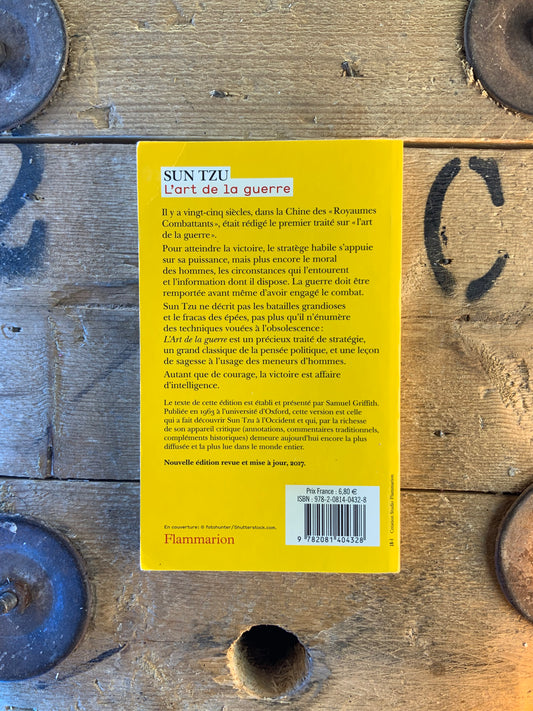 SUN TZU
L'art de la guerre
Il y a vingt-cinq siècles, dans la Chine des « Royaumes
Combattants », était rédigé le premier traité sur « l'art
de la guerre ».
Pour atteindre la victoire, le stratège habile s'appuie
sur sa puissance, mais plus encore le moral
des hommes, les circonstances qui l'entourent
et l'information dont il dispose. La guerre doit être
remportée avant même d'avoir engagé le combat.
Sun Tzu ne décrit pas les batailles grandioses
et le fracas des épées, pas plus qu'il n'énumère
des techniques vouées à l'obsolescence :
L'Art de la guerre est un précieux traité de stratégie,
un grand classique de la pensée politique, et une leçon
de sagesse à l'usage des meneurs d'hommes.
Autant que de courage, la victoire est affaire
d'intelligence.
Le texte de cette édition est établi et présenté par Samuel Griffith.
Publiée en 1963 à l'université d'Oxford, cette version est celle
qui a fait découvrir Sun Tzu à l'Occident et qui, par la richesse
de son appareil critique (annotations, commentaires traditionnels,
compléments historiques) demeure aujourd'hui encore la plus
diffusée et la plus lue dans le monde entier.
Nouvelle édition revue et mise à jour, 2017.
Prix France : 6,80 €
ISBN : 978-2-0814-0432-8
9 782081 404328
En couverture : © fotohunter/Shutterstock.com.
Flammarion
Création Studio Flammarion
C